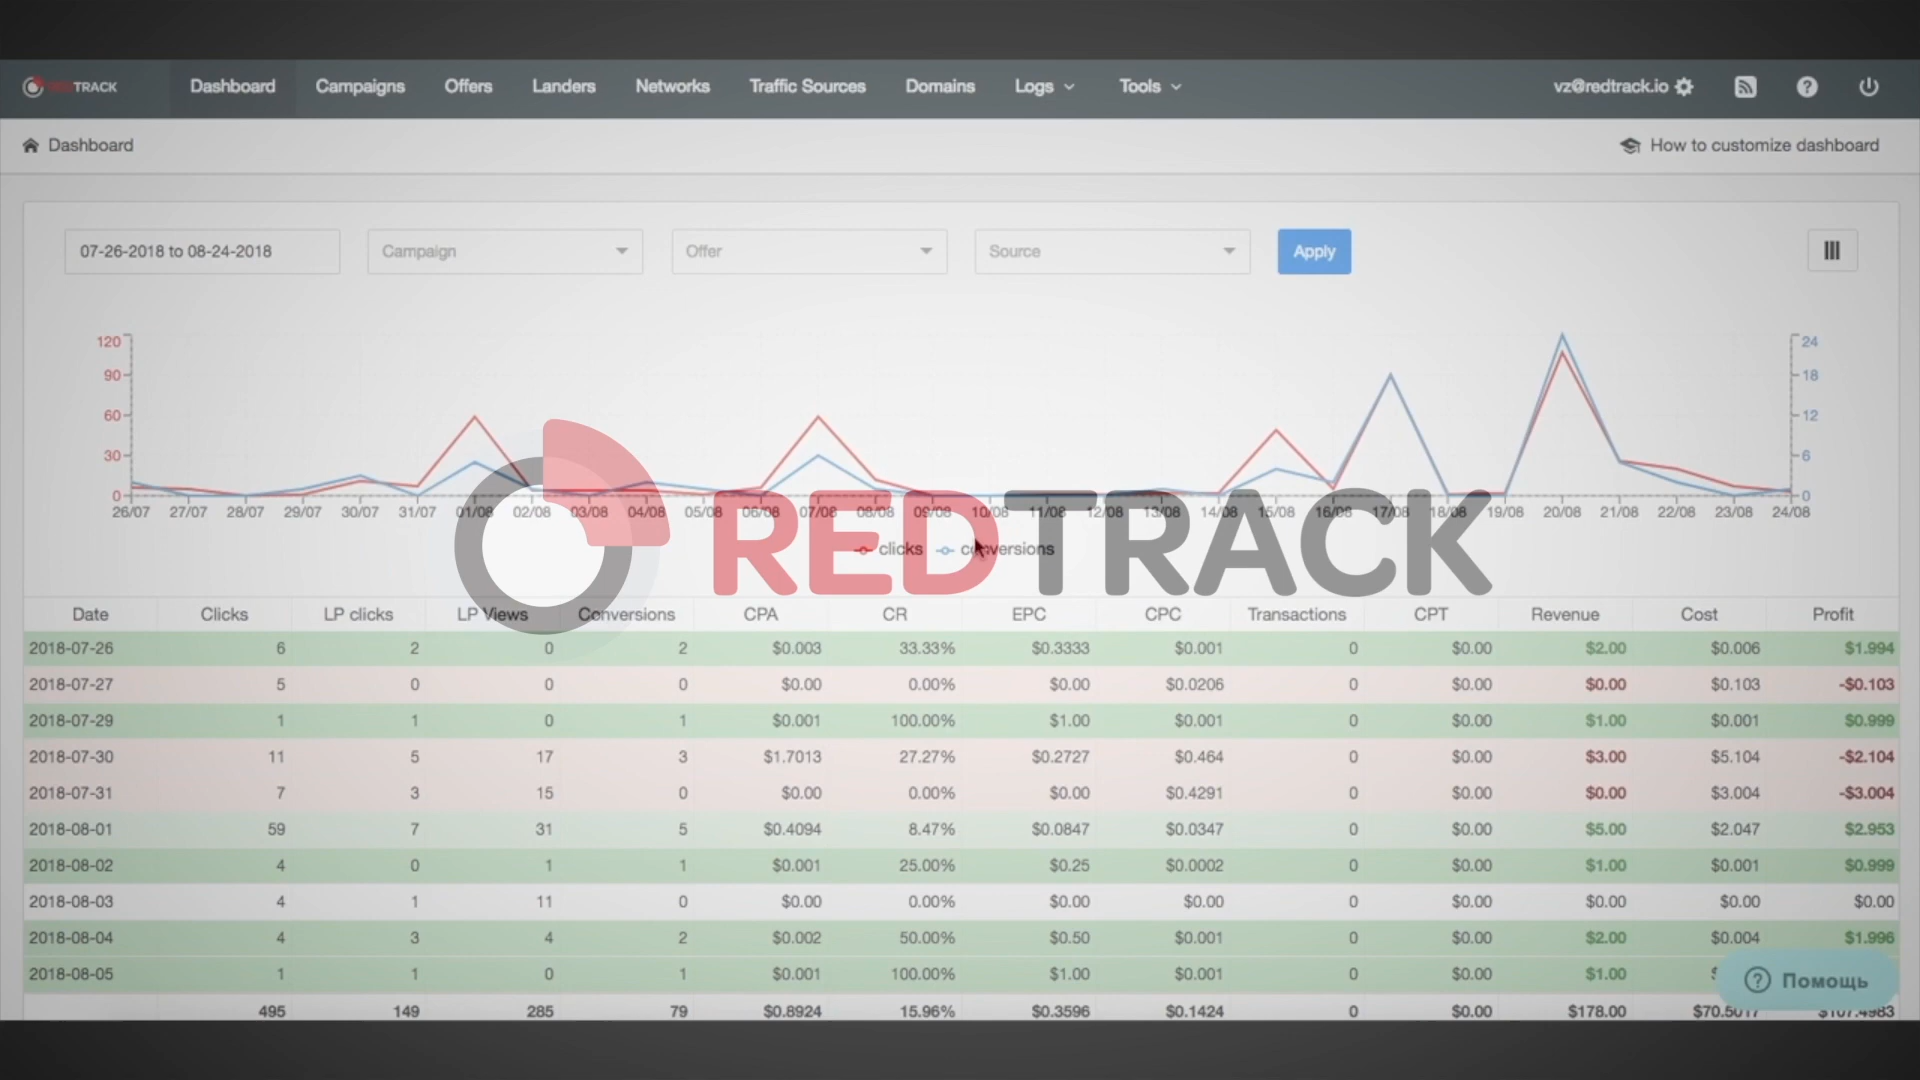 REDTRACK Dashboard Campaigns Offers Landers Networks Traffic Sources Domains Logs Tools vz@redtrack.io
Dashboard How to customize dashboard
07-26-2018 to 08-24-2018 Campaign Offer Source Apply
120 24
90 18
60 12
30 6
0 0
26/07 27/07 28/07 29/07 30/07 31/07 01/08 02/08 03/08 04/08 05/08 06/08 07/08 08/08 09/08 10/08 11/08 12/08 13/08 14/08 15/08 16/08 17/08 18/08 19/08 20/08 21/08 22/08 23/08 24/08
REDTRACK
clicks conversions
Date Clicks LP clicks LP Views Conversions CPA CR EPC CPC Transactions CPT Revenue Cost Profit
2018-07-26 6 2 0 2 $0.003 33.33% $0.3333 $0.001 0 $0.00 $2.00 $0.006 $1.994
2018-07-27 5 0 0 0 $0.00 0.00% $0.00 $0.0206 0 $0.00 $0.00 $0.103 -$0.103
2018-07-29 1 1 0 1 $0.001 100.00% $1.00 $0.001 0 $0.00 $1.00 $0.001 $0.999
2018-07-30 11 5 17 3 $1.7013 27.27% $0.2727 $0.464 0 $0.00 $3.00 $5.104 -$2.104
2018-07-31 7 3 15 0 $0.00 0.00% $0.00 $0.4291 0 $0.00 $0.00 $3.004 -$3.004
2018-08-01 59 7 31 5 $0.4094 8.47% $0.0847 $0.0347 0 $0.00 $5.00 $2.047 $2.953
2018-08-02 4 0 1 1 $0.001 25.00% $0.25 $0.0002 0 $0.00 $1.00 $0.001 $0.999
2018-08-03 4 1 11 0 $0.00 0.00% $0.00 $0.00 0 $0.00 $0.00 $0.00 $0.00
2018-08-04 4 3 4 2 $0.002 50.00% $0.50 $0.001 0 $0.00 $2.00 $0.004 $1.996
2018-08-05 1 1 0 1 $0.001 100.00% $1.00 $0.001 0 $0.00 $1.00
Помощь
495 149 285 79 $0.8924 15.96% $0.3596 $0.1424 0 $0.00 $178.00 $70.5017 $107.4983